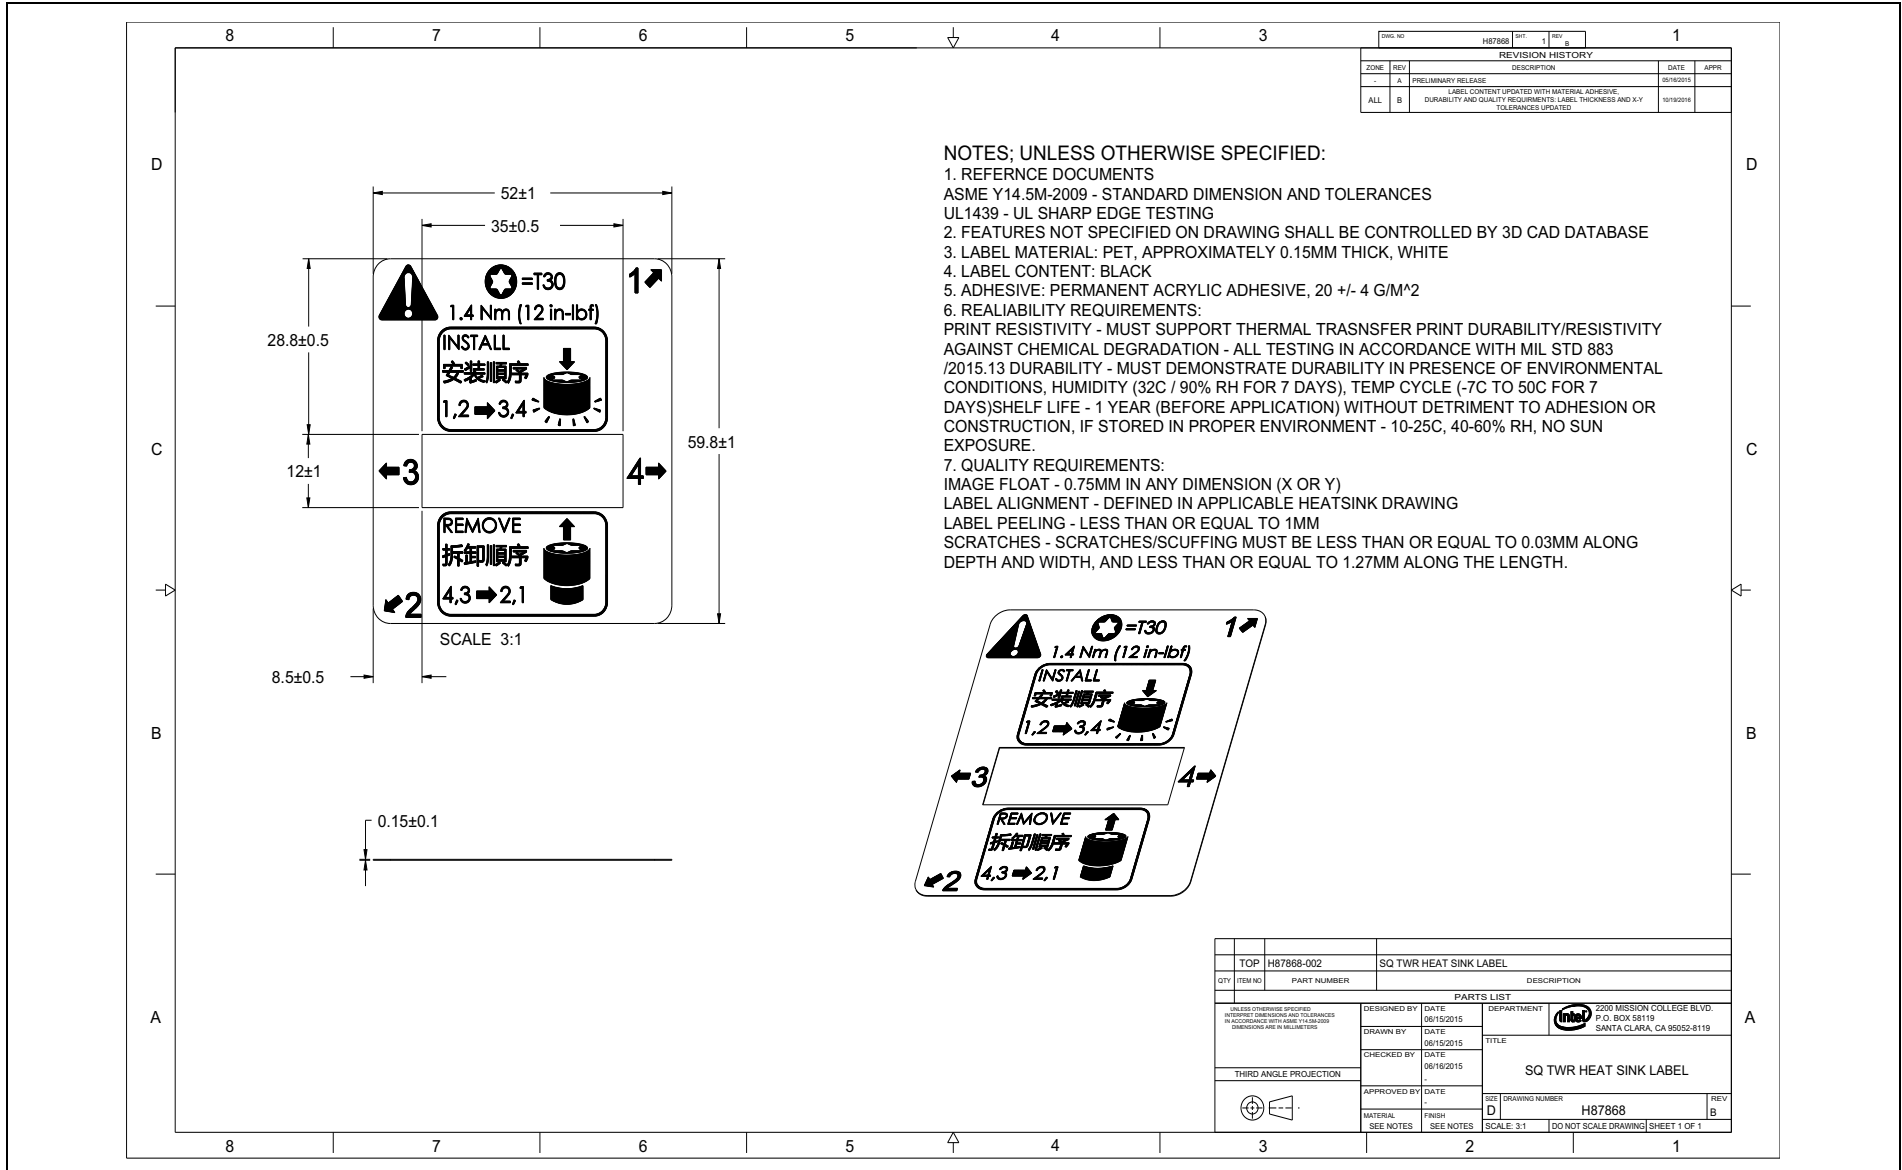 8 7 6 5 4 3 1
DWG. NO H87868 SHT. 1 REV B
REVISION HISTORY
ZONE REV DESCRIPTION DATE APPR
- A PRELIMINARY RELEASE 05/16/2015
ALL B LABEL CONTENT UPDATED WITH MATERIAL ADHESIVE,
DURABILITY AND QUALITY REQUIRMENTS: LABEL THICKNESS AND X-Y
TOLERANCES UPDATED
10/19/2016
D D
NOTES; UNLESS OTHERWISE SPECIFIED:
1. REFERNCE DOCUMENTS
ASME Y14.5M-2009 - STANDARD DIMENSION AND TOLERANCES
UL1439 - UL SHARP EDGE TESTING
2. FEATURES NOT SPECIFIED ON DRAWING SHALL BE CONTROLLED BY 3D CAD DATABASE
3. LABEL MATERIAL: PET, APPROXIMATELY 0.15MM THICK, WHITE
4. LABEL CONTENT: BLACK
5. ADHESIVE: PERMANENT ACRYLIC ADHESIVE, 20 +/- 4 G/M^2
6. REALIABILITY REQUIREMENTS:
PRINT RESISTIVITY - MUST SUPPORT THERMAL TRASNSFER PRINT DURABILITY/RESISTIVITY
AGAINST CHEMICAL DEGRADATION - ALL TESTING IN ACCORDANCE WITH MIL STD 883
/2015.13 DURABILITY - MUST DEMONSTRATE DURABILITY IN PRESENCE OF ENVIRONMENTAL
CONDITIONS, HUMIDITY (32C / 90% RH FOR 7 DAYS), TEMP CYCLE (-7C TO 50C FOR 7
DAYS)SHELF LIFE - 1 YEAR (BEFORE APPLICATION) WITHOUT DETRIMENT TO ADHESION OR
CONSTRUCTION, IF STORED IN PROPER ENVIRONMENT - 10-25C, 40-60% RH, NO SUN
EXPOSURE.
7. QUALITY REQUIREMENTS:
IMAGE FLOAT - 0.75MM IN ANY DIMENSION (X OR Y)
LABEL ALIGNMENT - DEFINED IN APPLICABLE HEATSINK DRAWING
LABEL PEELING - LESS THAN OR EQUAL TO 1MM
SCRATCHES - SCRATCHES/SCUFFING MUST BE LESS THAN OR EQUAL TO 0.03MM ALONG
DEPTH AND WIDTH, AND LESS THAN OR EQUAL TO 1.27MM ALONG THE LENGTH.
52±1
35±0.5
=T30 1
1.4 Nm (12 in-lbf)
28.8±0.5
INSTALL
安装順序
1,2 ➡ 3,4
59.8±1
C C
12±1
⬅3 4➡
REMOVE
拆卸順序
4,3 ➡ 2,1
2
SCALE 3:1
8.5±0.5
=T30 1
1.4 Nm (12 in-lbf)
INSTALL
安装順序
1,2 ➡ 3,4
B B
⬅3 4➡
REMOVE
拆卸順序
4,3 ➡ 2,1
2
0.15±0.1
TOP H87868-002 SQ TWR HEAT SINK LABEL
QTY ITEM NO PART NUMBER DESCRIPTION
PARTS LIST
A A
UNLESS OTHERWISE SPECIFIED
INTERPRET DIMENSIONS AND TOLERANCES
IN ACCORDANCE WITH ASME Y14.5M-2009
DIMENSIONS ARE IN MILLIMETERS
THIRD ANGLE PROJECTION
DESIGNED BY DATE
06/15/2015
DRAWN BY DATE
06/15/2015
CHECKED BY DATE
06/16/2015
-
APPROVED BY DATE
-
MATERIAL FINISH
SEE NOTES SEE NOTES
DEPARTMENT
intel
2200 MISSION COLLEGE BLVD.
P.O. BOX 58119
SANTA CLARA, CA 95052-8119
TITLE
SQ TWR HEAT SINK LABEL
SIZE DRAWING NUMBER REV
D H87868 B
SCALE: 3:1 DO NOT SCALE DRAWING SHEET 1 OF 1
8 7 6 5 4 3 2 1